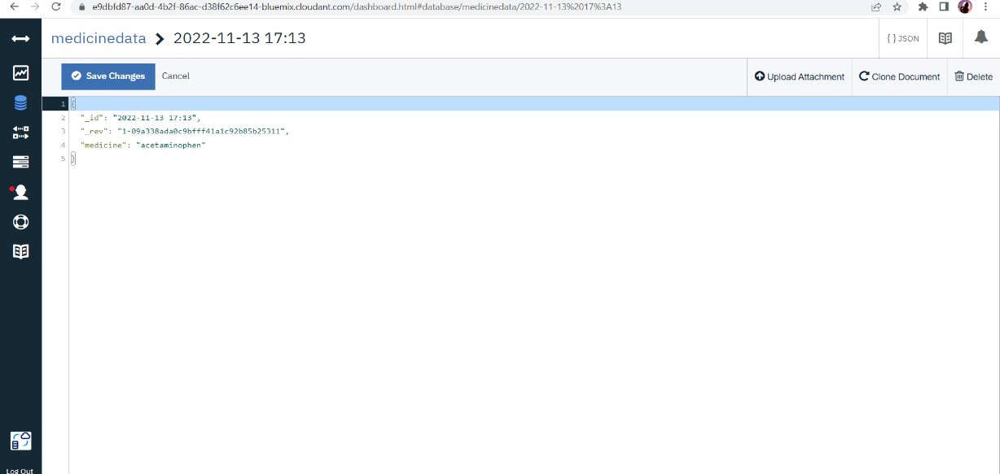 e9dbfd87-aa0d-4b2f-86ac-d38f62c6ee14-bluemix.cloudant.com/dashboard.html#database/medicinedata/2022-11-13%2017%3A13
medicinedata > 2022-11-13 17:13
{ } JSON
Save Changes Cancel
Upload Attachment Clone Document Delete
1 {
2 "_id": "2022-11-13 17:13",
3 "_rev": "1-09a338ada0c9bfff41a1c92b85b25311",
4 "medicine": "acetaminophen"
5 }
Log Out